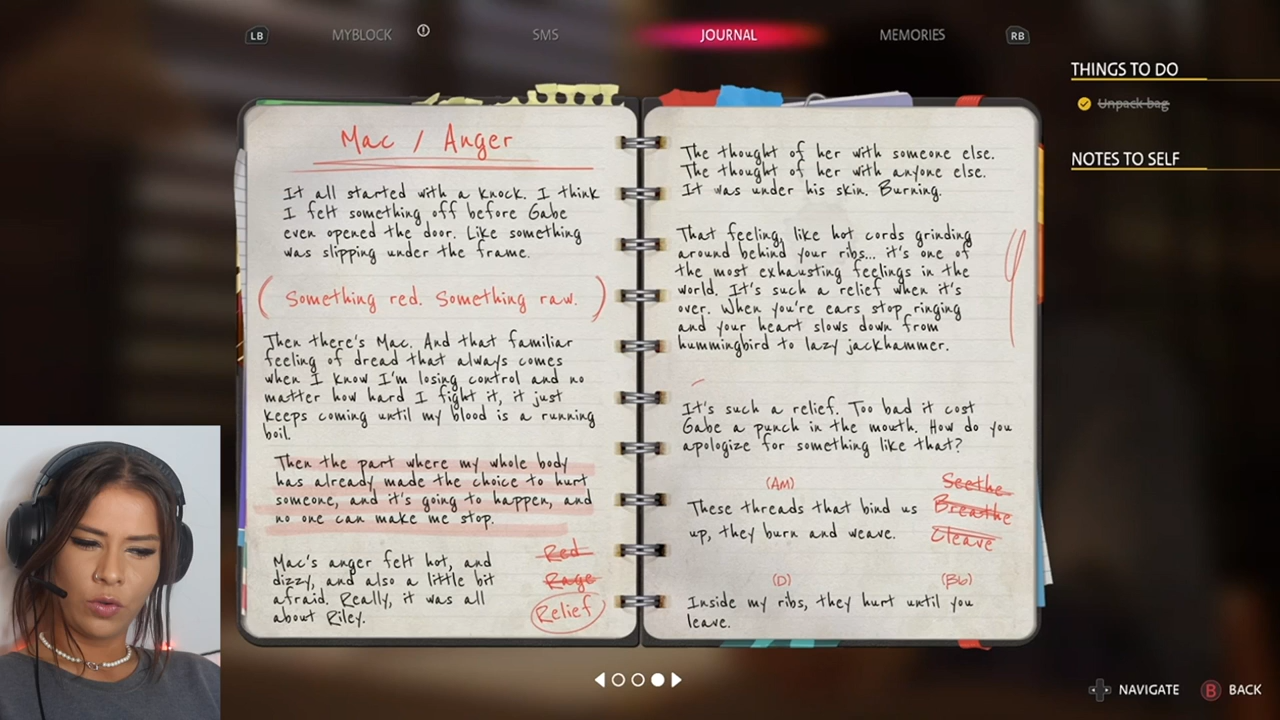 LB
MYBLOCK
SMS
JOURNAL
MEMORIES
RB
Mac / Anger
It all started with a knock. I think
I felt something off before Gabe
even opened the door. Like something
was slipping under the frame.
(Something red. Something raw.)
Then there's Mac. And that familiar
feeling of dread that always comes
when I know I'm losing control and no
matter how hard I fight it, it just
keeps coming until my blood is a running
boil.
Then the part where my whole body
has already made the choice to hurt
someone, and it's going to happen, and
no one can make me stop.
Mac's anger felt hot, and
dizzy, and also a little bit
afraid. Really, it was all
about Riley.
Red
Rage
Relief
The thought of her with someone else.
The thought of her with anyone else.
It was under his skin. Burning.
That feeling, like hot cords grinding
around behind your ribs... it's one of
the most exhausting feelings in the
world. It's such a relief when it's
over. When you're ears stop ringing
and your heart slows down from
hummingbird to lazy jackhammer.
It's such a relief. Too bad it cost
Gabe a punch in the mouth. How do you
apologize for something like that?
(Am)
These threads that bind us
up, they burn and weave.
Seethe
Breathe
Cleave
(D)
(Bb)
Inside my ribs, they hurt until you
leave.
THINGS TO DO
Unpack bag
NOTES TO SELF
NAVIGATE
B BACK